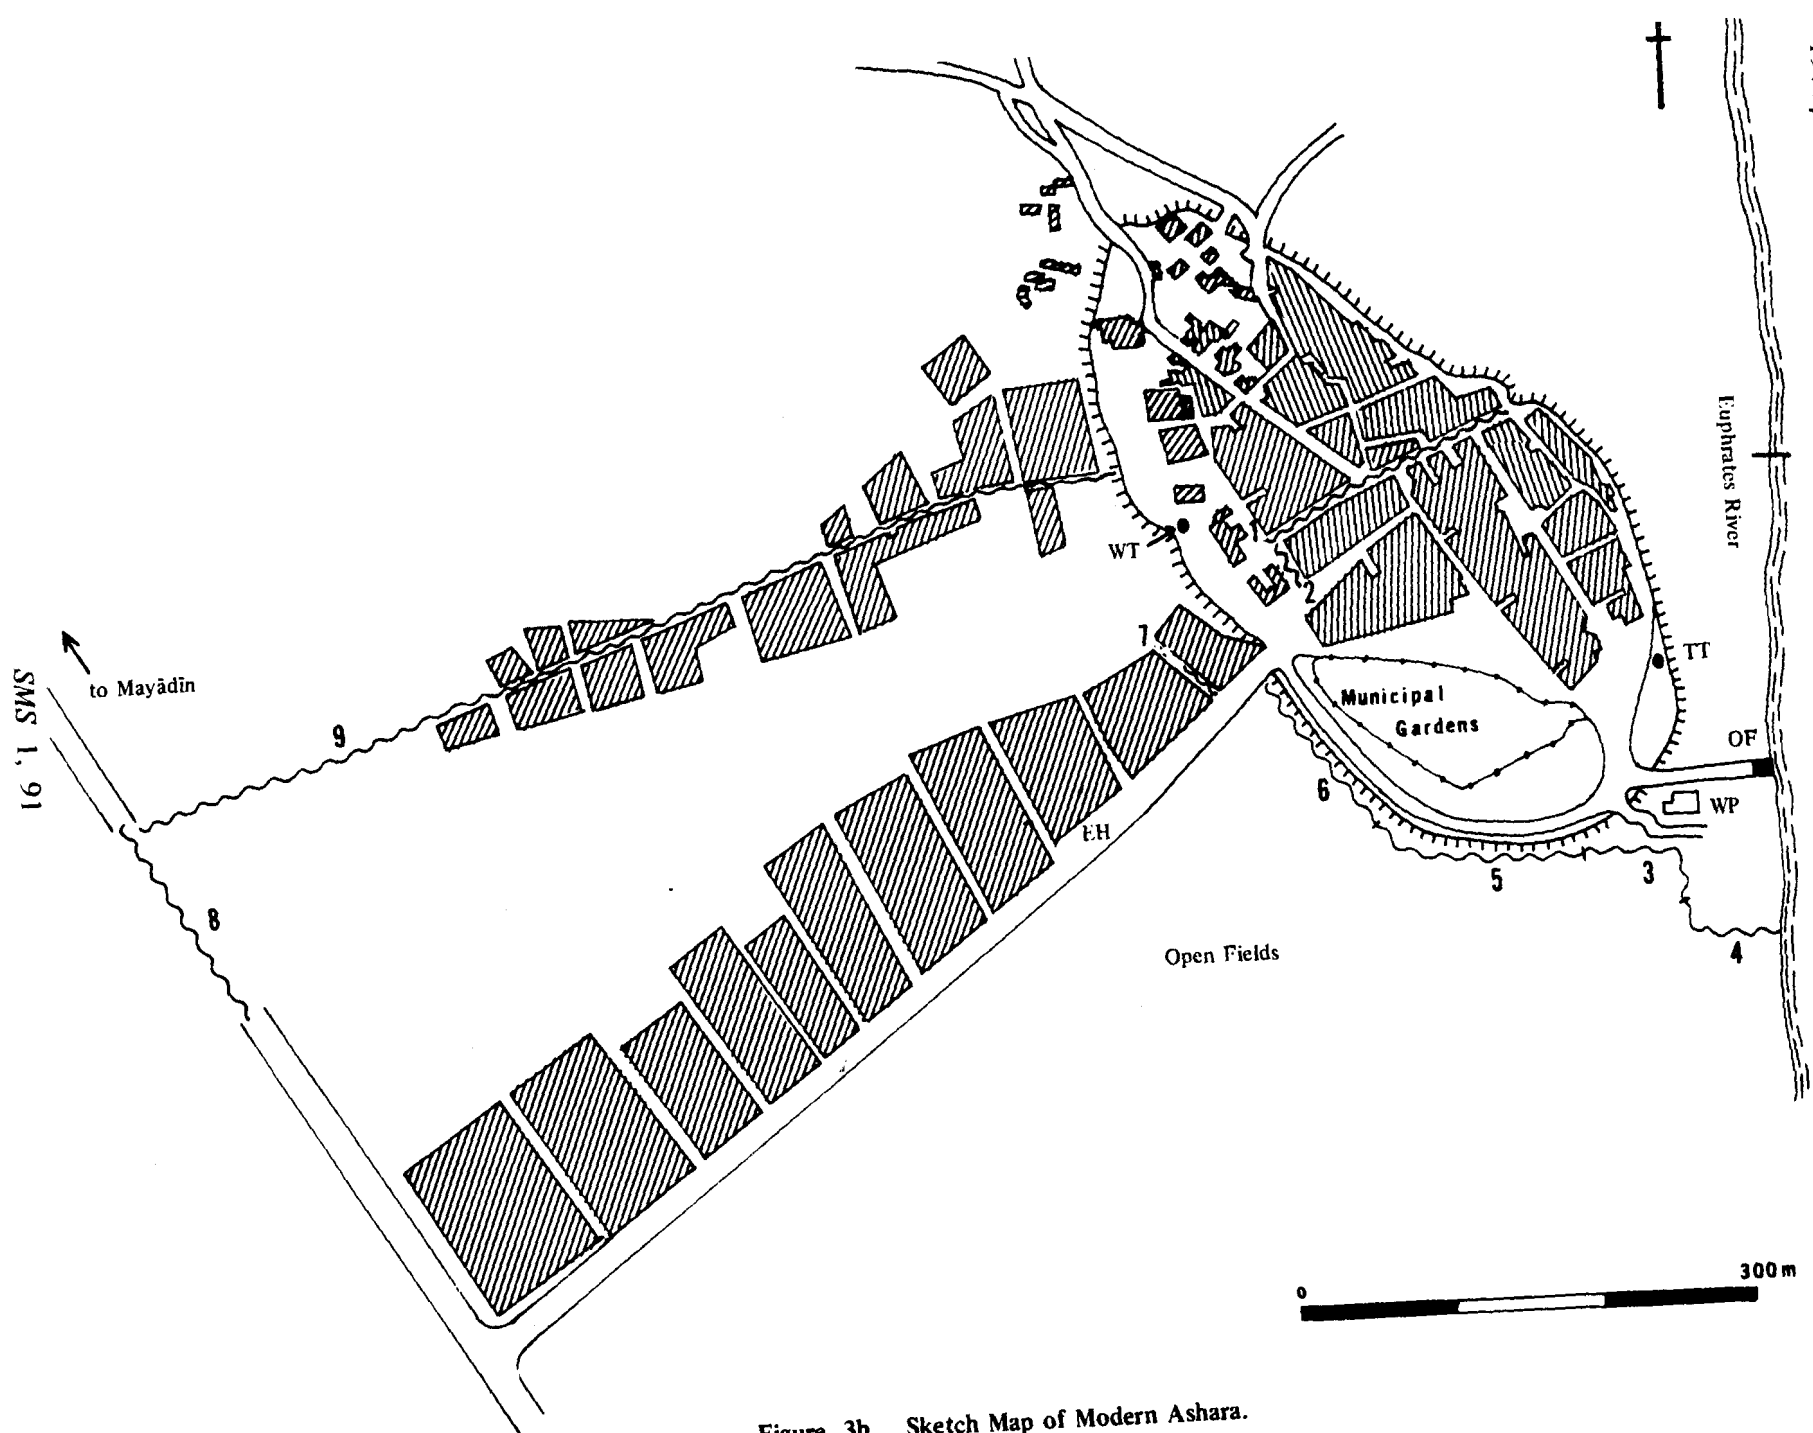 Euphrates River
WT
1
2
7
to Mayādīn
TT
SMS 1, 91
Municipal
Gardens
9
OF
6
WP
EH
5
3
8
Open Fields
4
0
300m
Figure 3b Sketch Map of Modern Ashara.